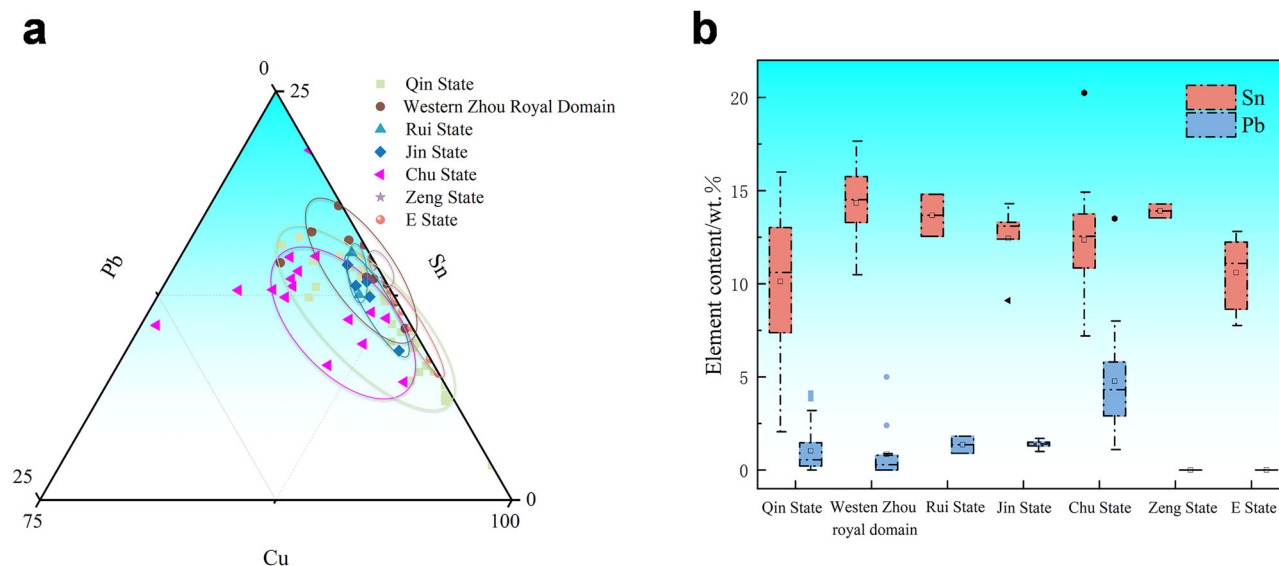 a
0
25
Qin State
Western Zhou Royal Domain
Rui State
Jin State
Chu State
Zeng State
E State
Pb
Sn
25
0
75
100
Cu
b
Sn
Pb
Element content/wt.%
20
15
10
5
0
Qin State
Westen Zhou
royal domain
Rui State
Jin State
Chu State
Zeng State
E State